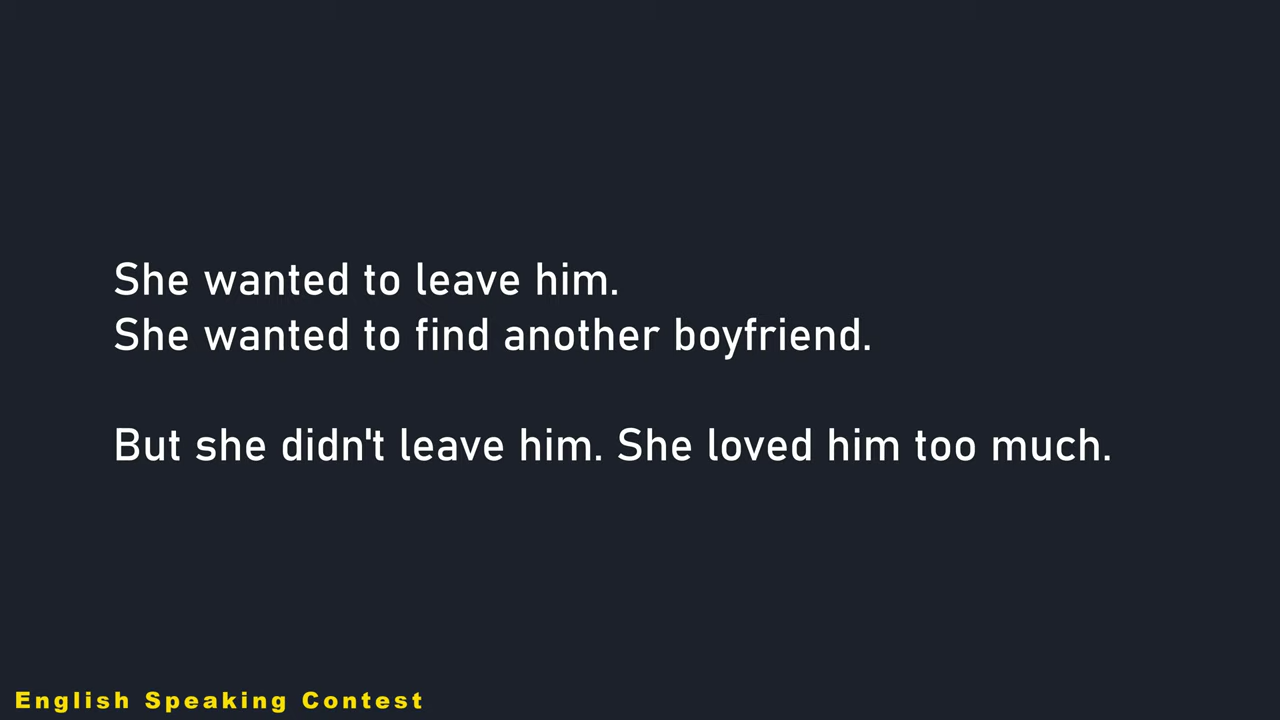 She wanted to leave him.
She wanted to find another boyfriend.
But she didn't leave him. She loved him too much.
English Speaking Contest